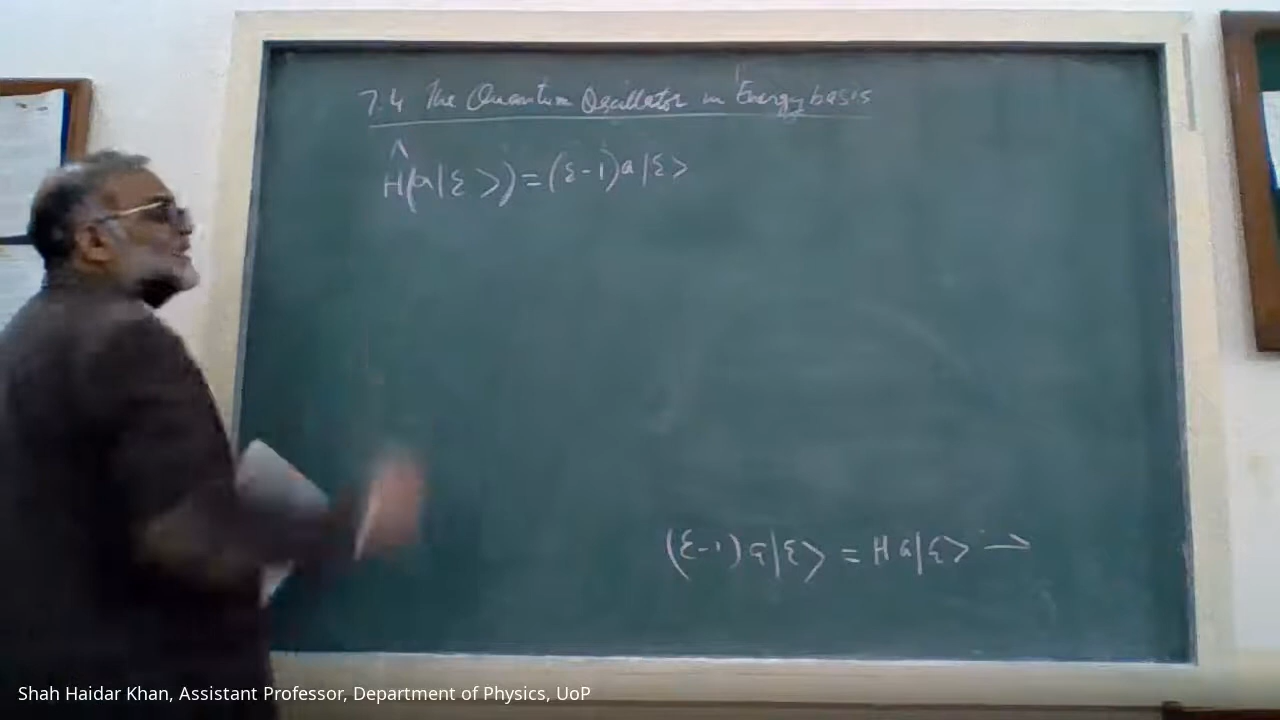 7.4 The Quantum Oscillator in Energy basis
Ĥ(a|ε>) = (ε-1)a|ε>
(ε-1)a|ε> = H a|ε> →
Shah Haidar Khan, Assistant Professor, Department of Physics, UoP